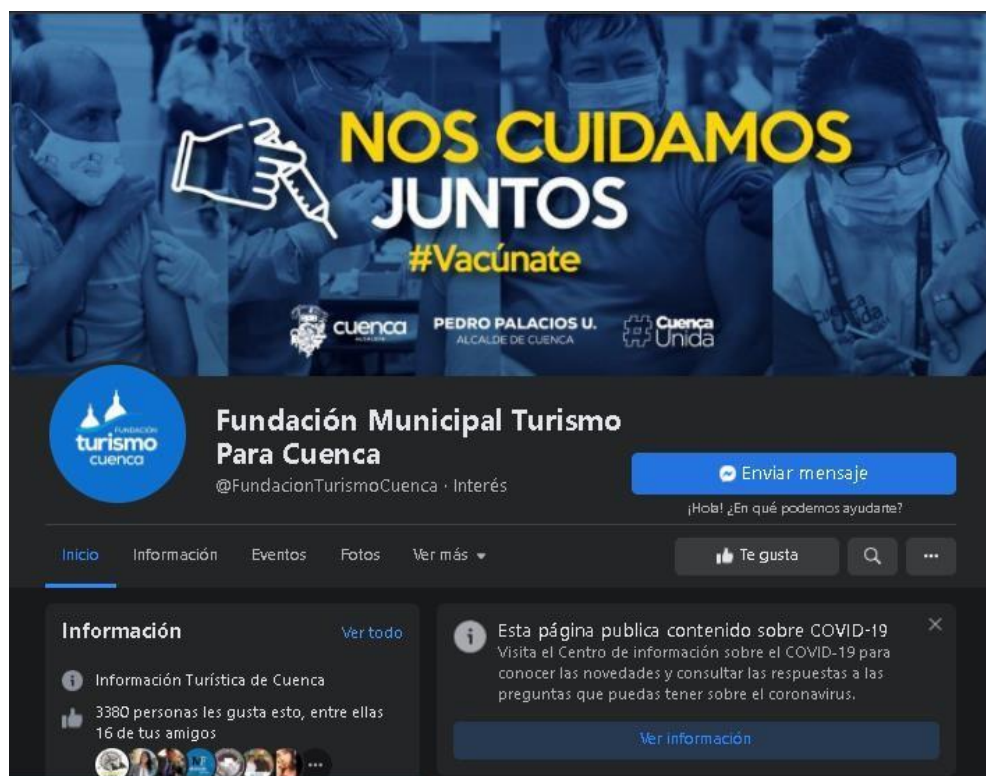 NOS CUIDAMOS
JUNTOS
#Vacúnate
cuenca
ALCALDÍA
PEDRO PALACIOS U.
ALCALDE DE CUENCA
Cuenca
Unida
FUNDACIÓN
turismo
cuenca
Fundación Municipal Turismo
Para Cuenca
@FundacionTurismoCuenca · Interés
Enviar mensaje
¡Hola! ¿En qué podemos ayudarte?
Inicio Información Eventos Fotos Ver más
Te gusta
Información Ver todo
Información Turística de Cuenca
3380 personas les gusta esto, entre ellas
16 de tus amigos
Esta página publica contenido sobre COVID-19
Visita el Centro de información sobre el COVID-19 para
conocer las novedades y consultar las respuestas a las
preguntas que puedas tener sobre el coronavirus.
Ver información